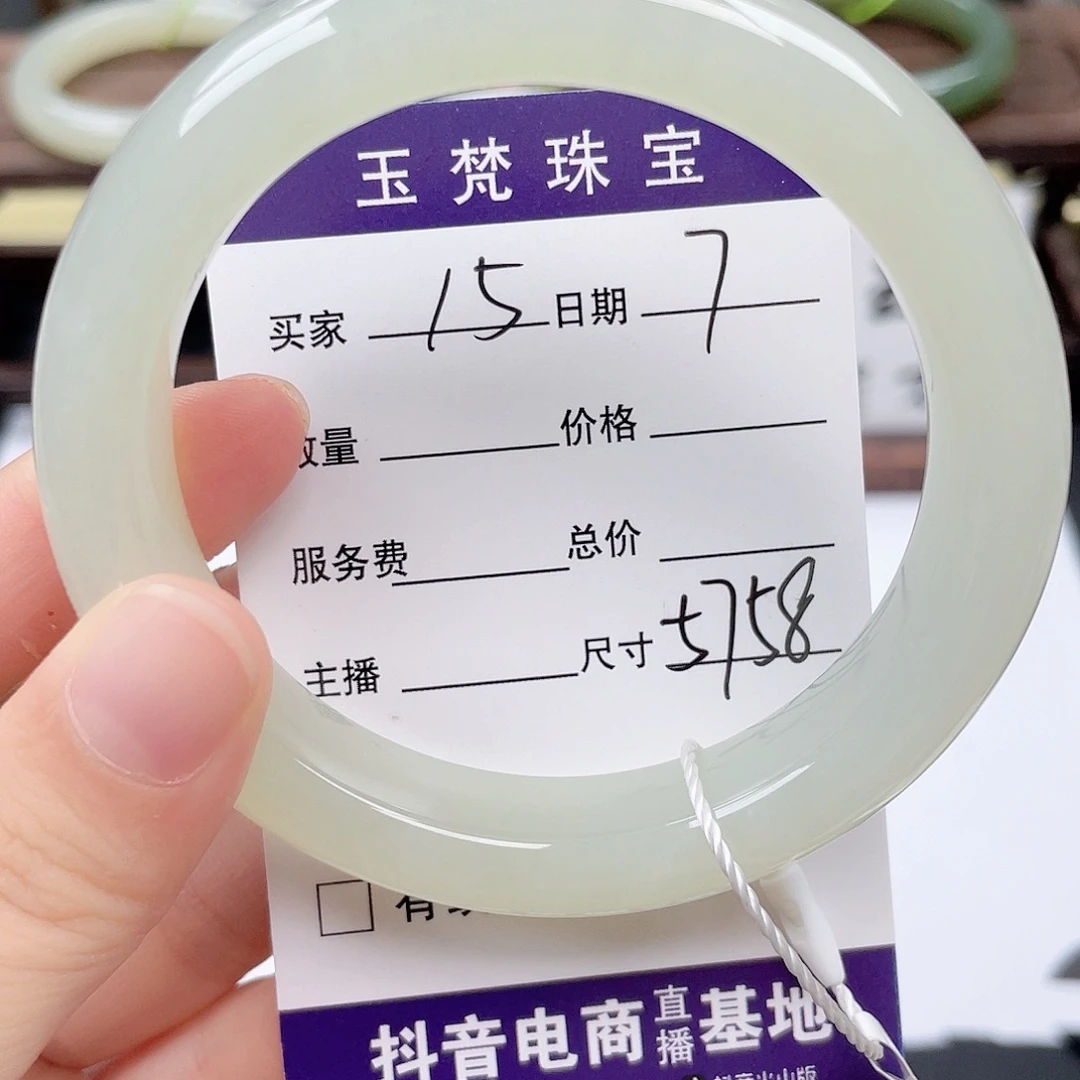 玉梵珠宝
买家 15 日期 7
数量 价格
服务费 总价
主播 尺寸 5758
抖音电商直播基地